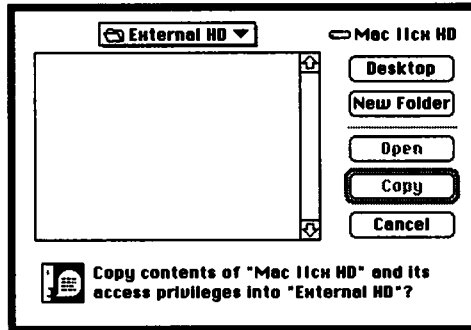 External HD
Mac IIcx HD
Desktop
New Folder
Open
Copy
Cancel
Copy contents of "Mac IIcx HD" and its
access privileges into "External HD"?